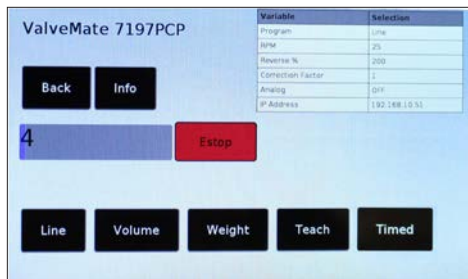 ValveMate 7197PCP
Variable Selection
Program Line
RPM 25
Reverse % 200
Correction Factor 1
Analog OFF
IP Address 192.168.10.51
Back Info
4
Estop
Line Volume Weight Teach Timed